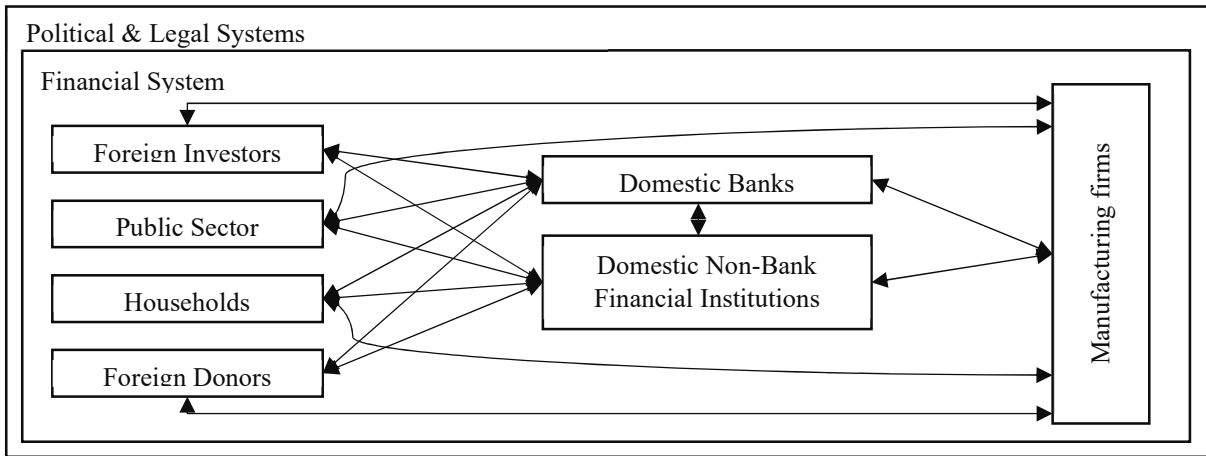 Political & Legal Systems
Financial System
Foreign Investors
Public Sector
Households
Foreign Donors
Domestic Banks
Domestic Non-Bank
Financial Institutions
Manufacturing firms